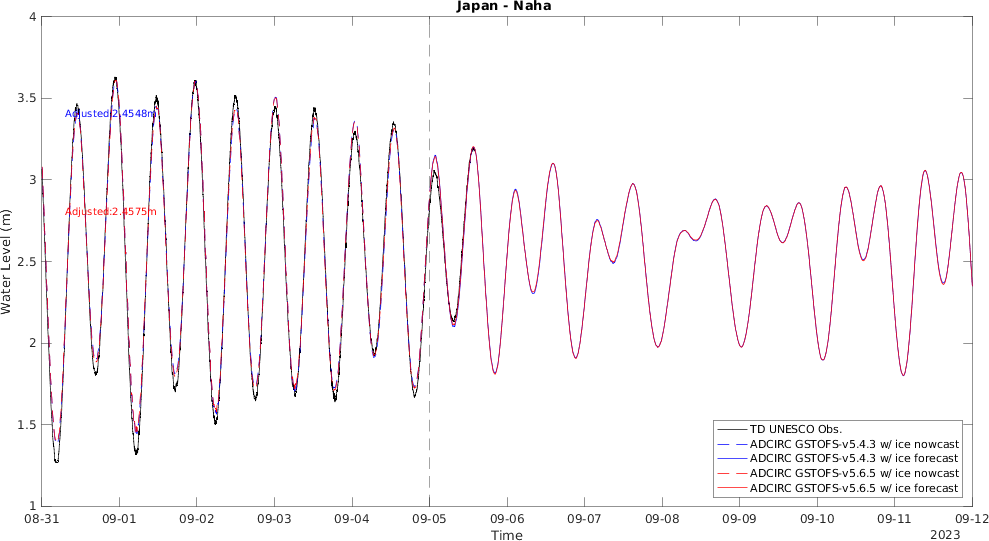 Japan - Naha
Water Level (m)
4
3.5
3
2.5
2
1.5
1
Adjusted:2.4548m
Adjusted:2.4575m
TD UNESCO Obs.
ADCIRC GSTOFS-v5.4.3 w/ ice nowcast
ADCIRC GSTOFS-v5.4.3 w/ ice forecast
ADCIRC GSTOFS-v5.6.5 w/ ice nowcast
ADCIRC GSTOFS-v5.6.5 w/ ice forecast
08-31 09-01 09-02 09-03 09-04 09-05 09-06 09-07 09-08 09-09 09-10 09-11 09-12
Time
2023